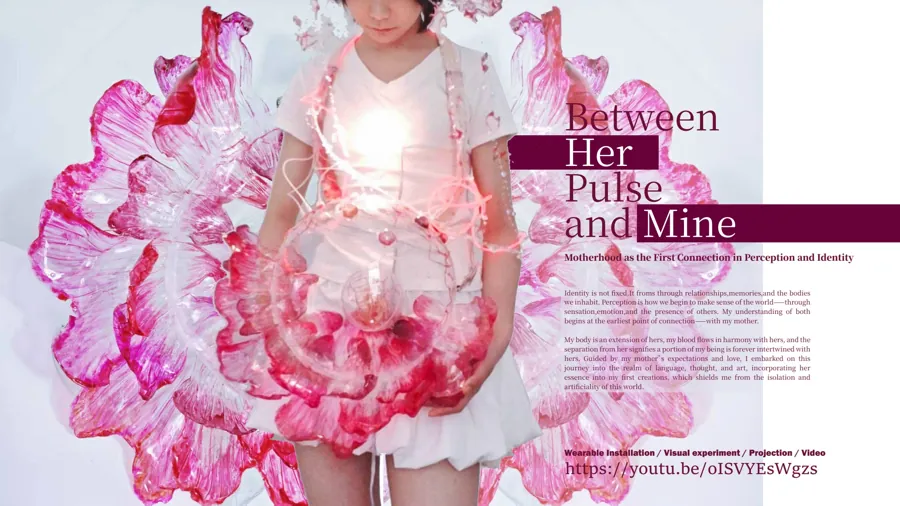 Between
Her
Pulse
and Mine
Motherhood as the First Connection in Perception and Identity
Identity is not fixed.It froms through relationships,memories,and the bodies
we inhabit. Perception is how we begin to make sense of the world——through
sensation,emotion,and the presence of others. My understanding of both
begins at the earliest point of connection——with my mother.
My body is an extension of hers, my blood flows in harmony with hers, and the
separation from her signifies a portion of my being is forever intertwined with
hers. Guided by my mother's expectations and love, I embarked on this
journey into the realm of language, thought, and art, incorporating her
essence into my first creations, which shields me from the isolation and
artificiality of this world.
Wearable Installation / Visual experiment / Projection / Video
https://youtu.be/oISVYEsWgzs